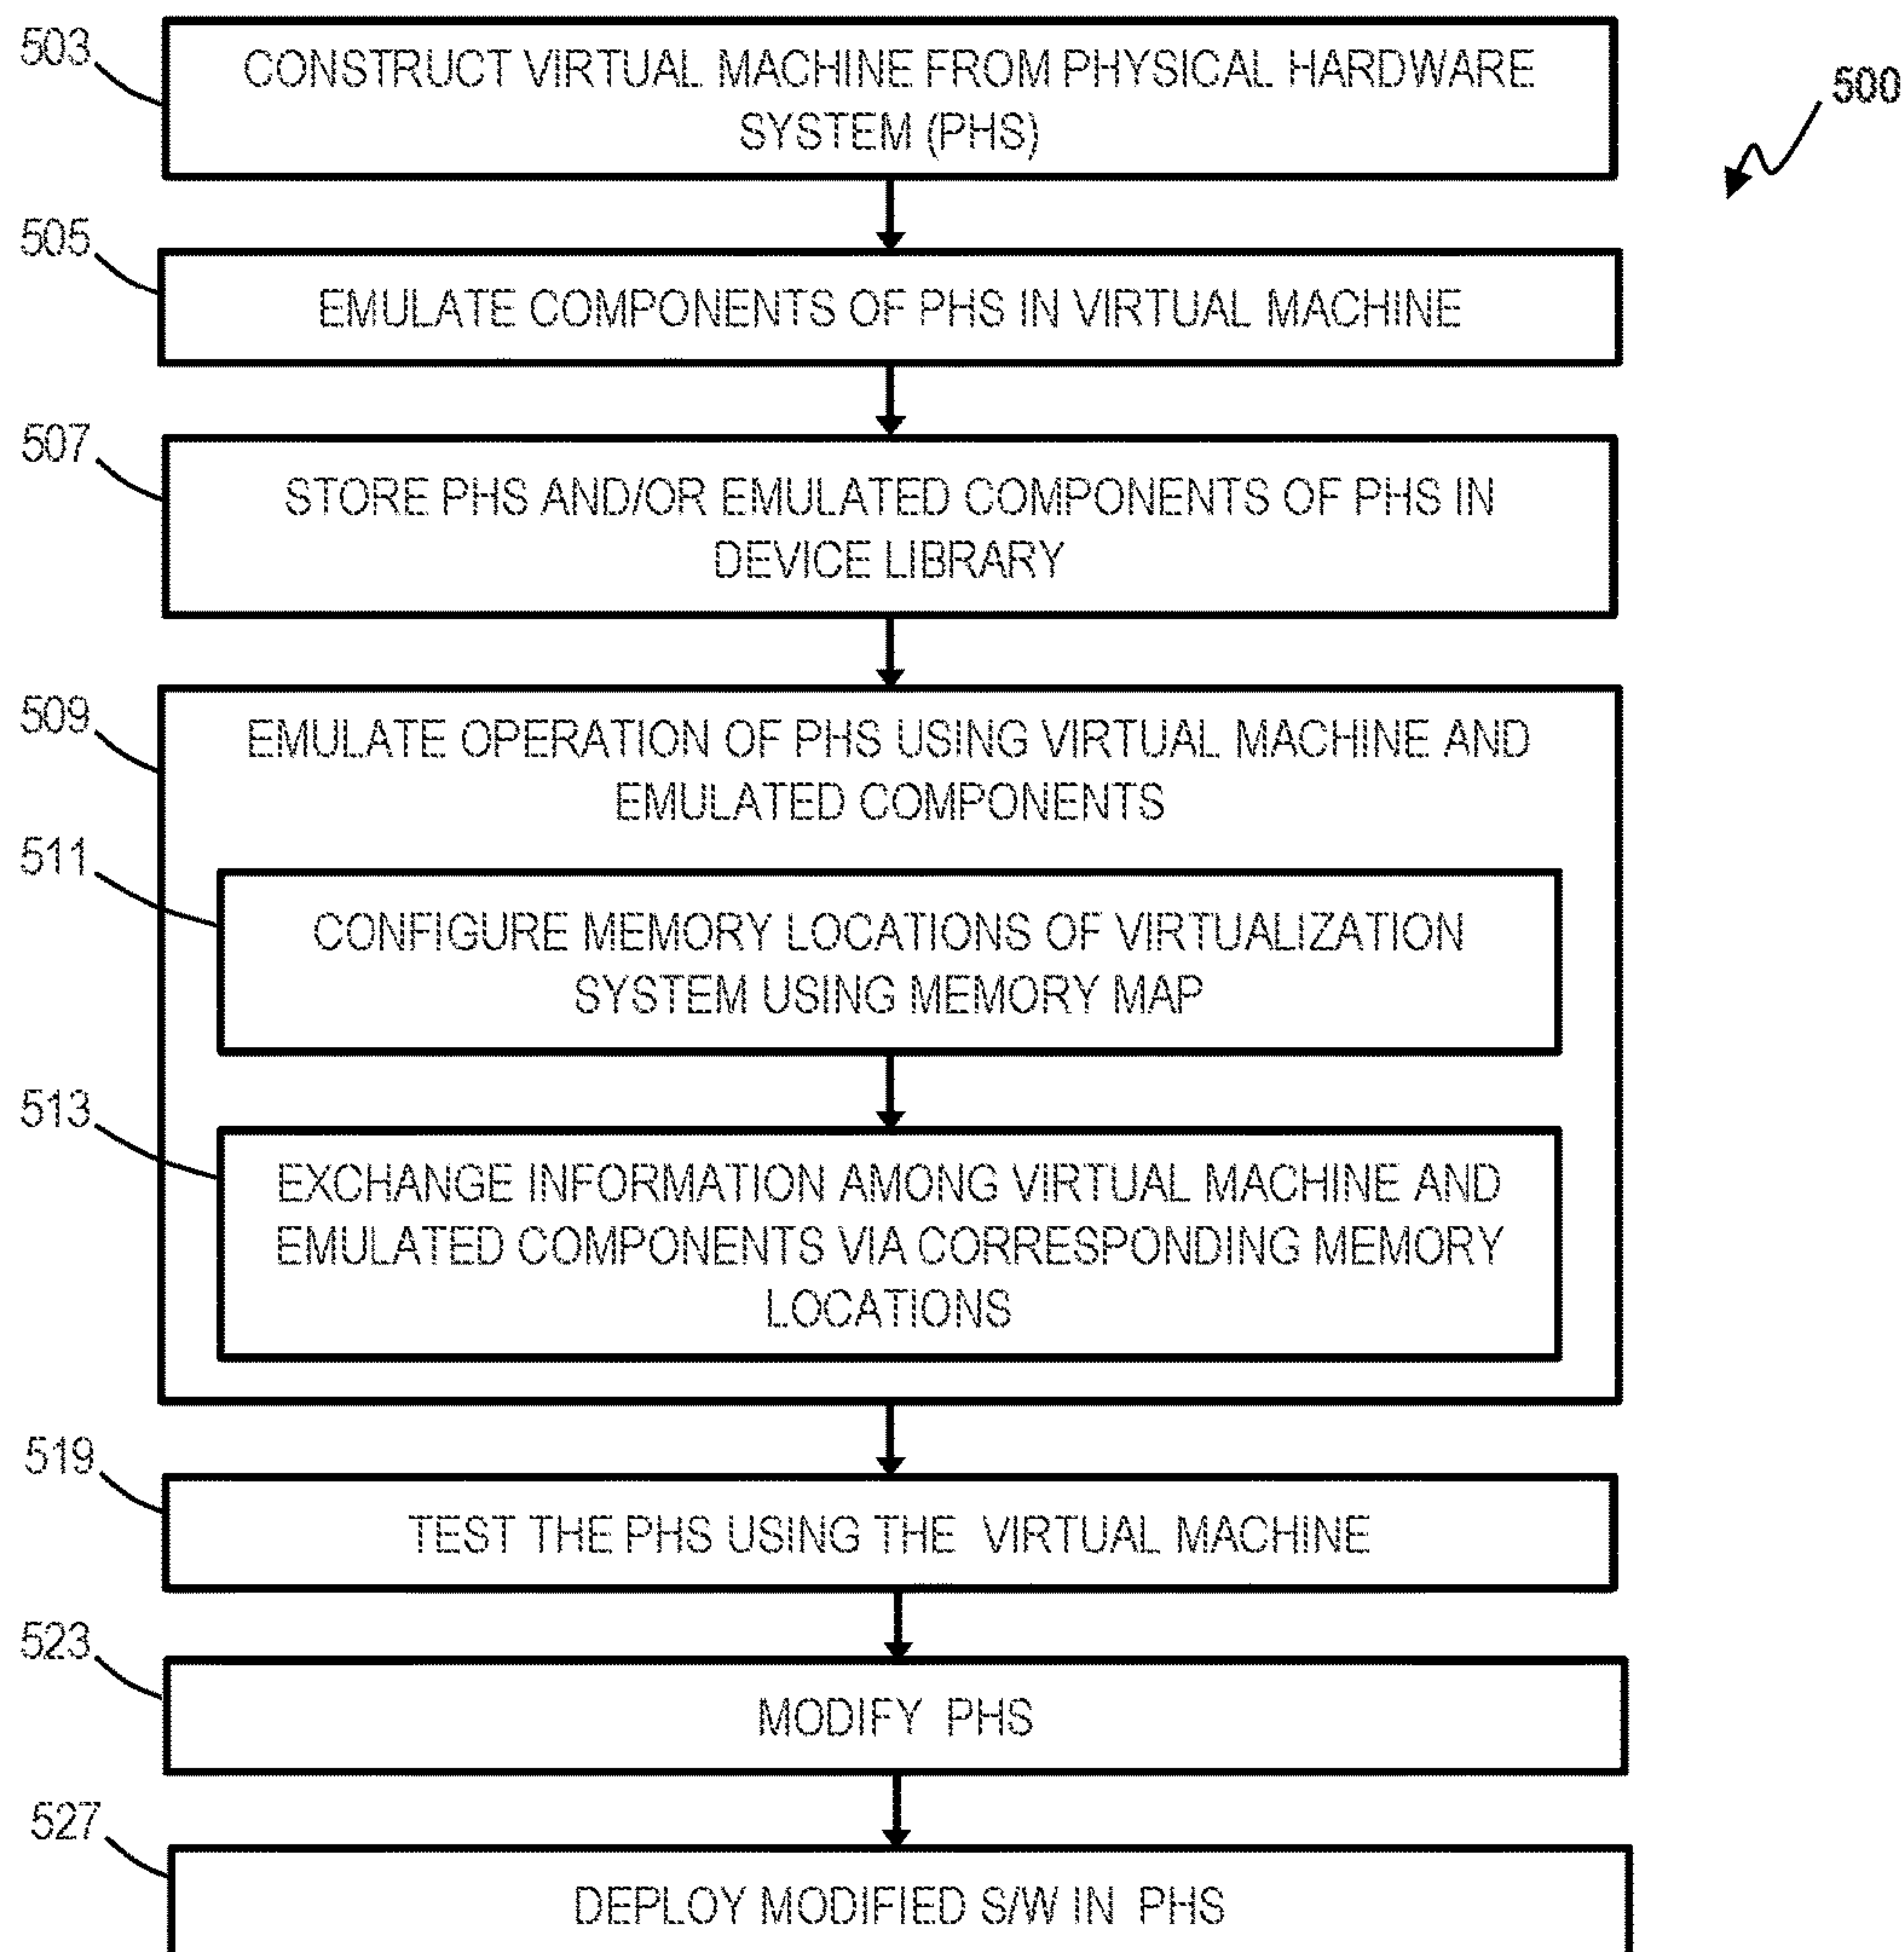 503
CONSTRUCT VIRTUAL MACHINE FROM PHYSICAL HARDWARE
SYSTEM (PHS)
500
505
EMULATE COMPONENTS OF PHS IN VIRTUAL MACHINE
507
STORE PHS AND/OR EMULATED COMPONENTS OF PHS IN
DEVICE LIBRARY
509
EMULATE OPERATION OF PHS USING VIRTUAL MACHINE AND
EMULATED COMPONENTS
511
CONFIGURE MEMORY LOCATIONS OF VIRTUALIZATION
SYSTEM USING MEMORY MAP
513
EXCHANGE INFORMATION AMONG VIRTUAL MACHINE AND
EMULATED COMPONENTS VIA CORRESPONDING MEMORY
LOCATIONS
519
TEST THE PHS USING THE VIRTUAL MACHINE
523
MODIFY PHS
527
DEPLOY MODIFIED S/W IN PHS